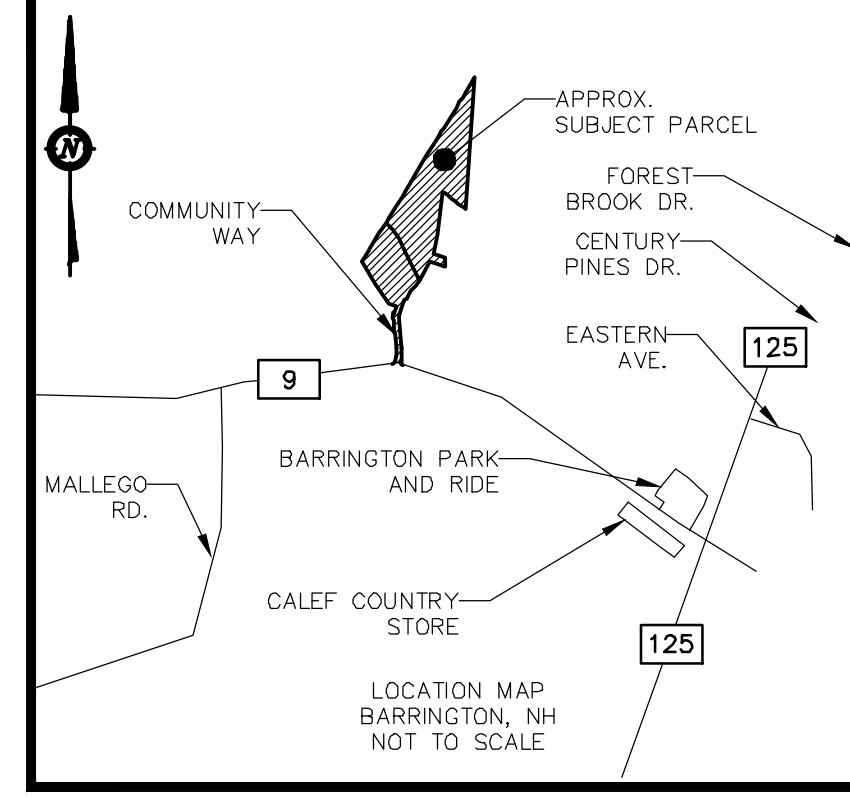 N
APPROX.
SUBJECT PARCEL
FOREST
BROOK DR.
COMMUNITY
WAY
CENTURY
PINES DR.
EASTERN
AVE.
125
9
BARRINGTON PARK
AND RIDE
MALLEGO
RD.
CALEF COUNTRY
STORE
125
LOCATION MAP
BARRINGTON, NH
NOT TO SCALE